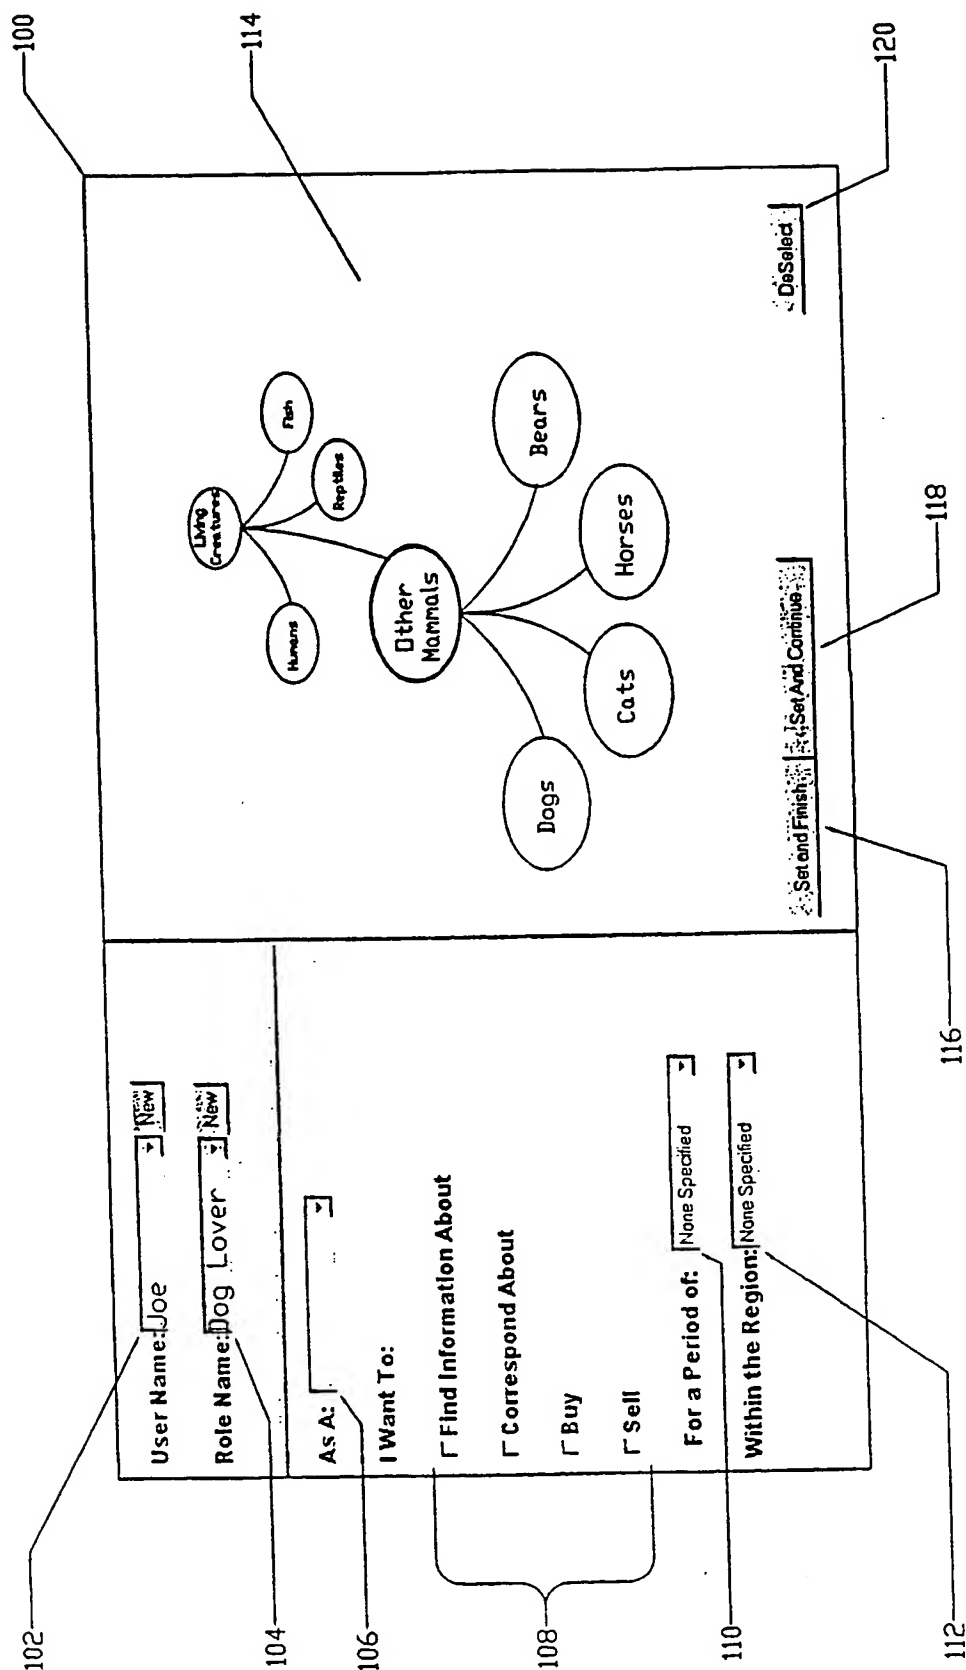 100
114
120
118
116
102
104
106
108
110
112
User Name: Joe
New
Role Name: Dog Lover
New
As A:
I Want To:
Find Information About
Correspond About
Buy
Sell
For a Period of: None Specified
Within the Region: None Specified
Living
Creatures
Humans
Reptiles
Fish
Other
Mammals
Dogs
Cats
Horses
Bears
Set and Finish
Set And Continue
DeSelect